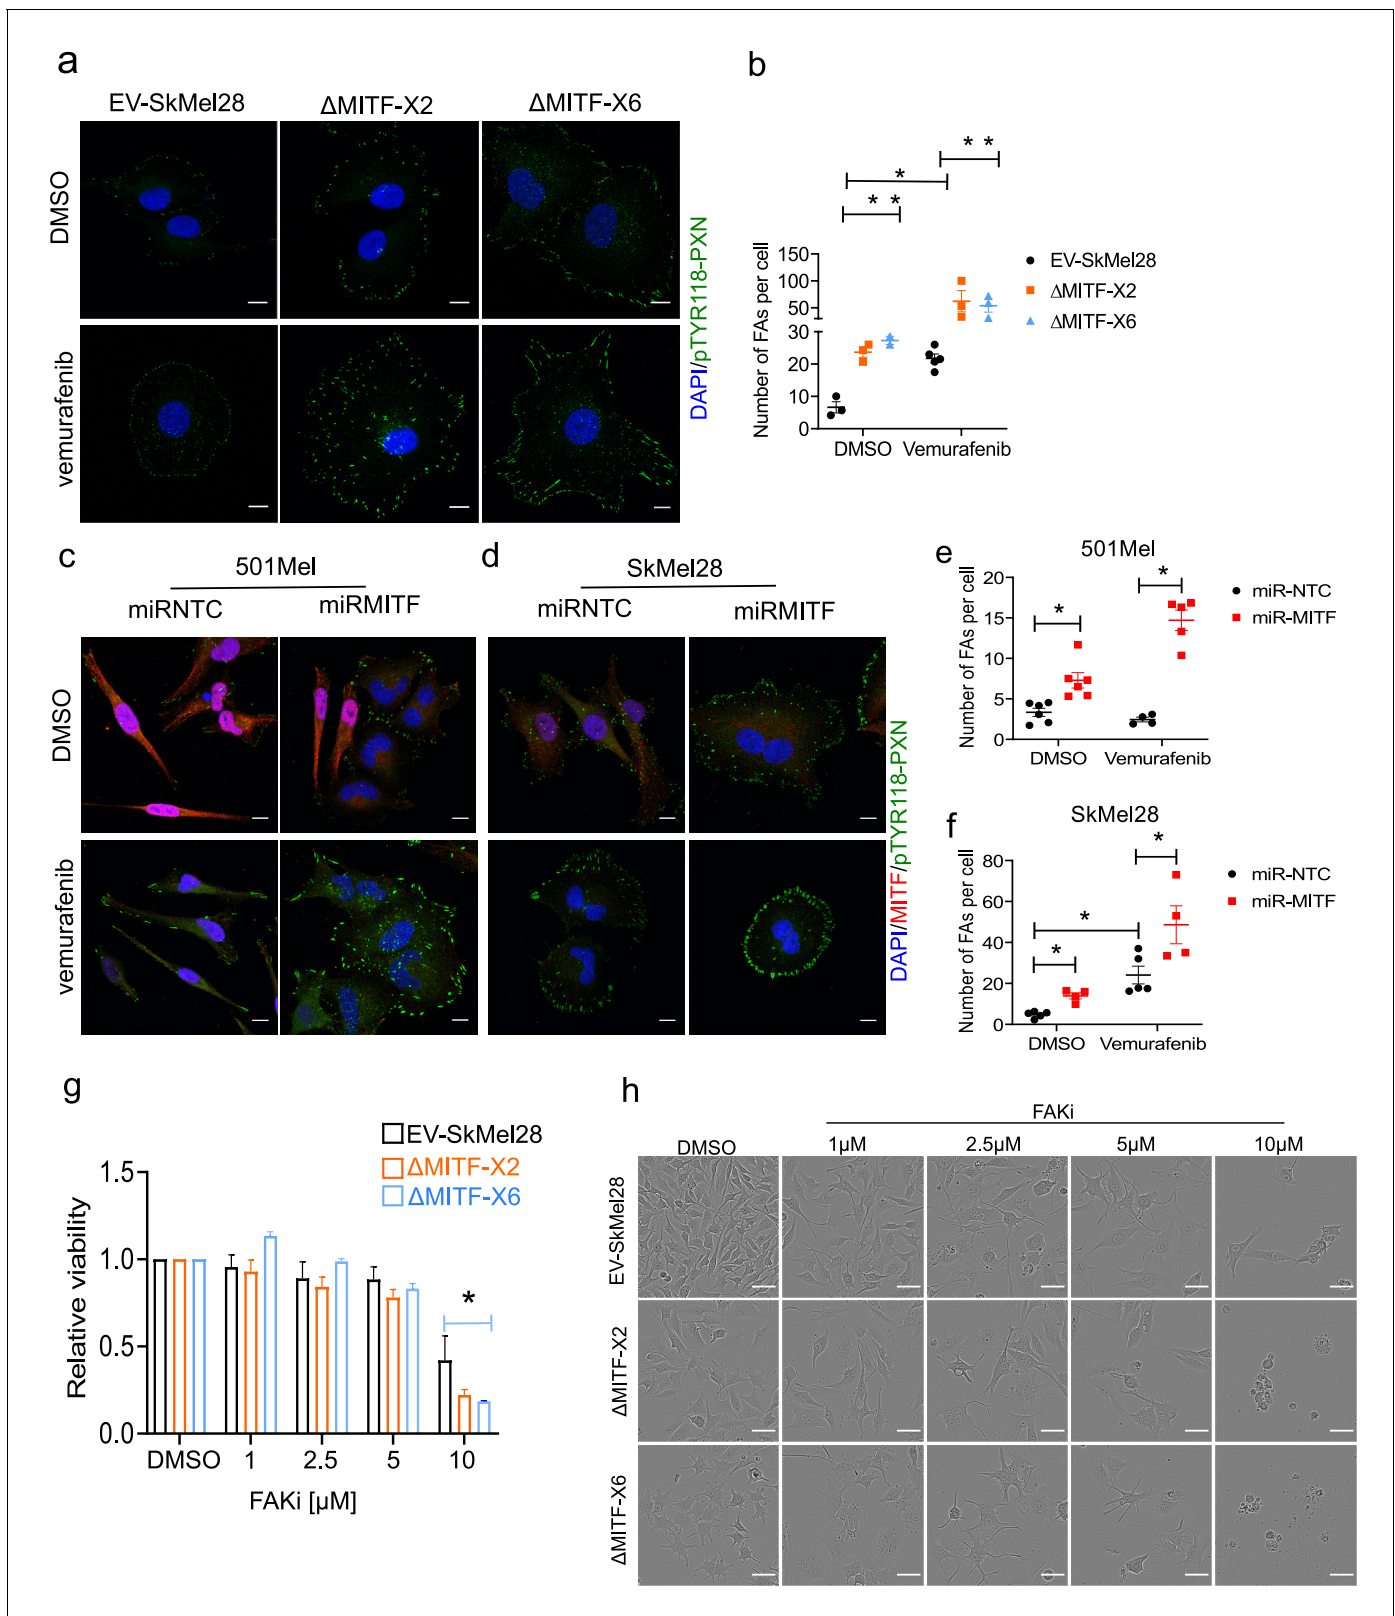 a
EV-SkMel28
ΔMITF-X2
ΔMITF-X6
DMSO
vemurafenib
DAPI/pTYR118-PXN
b
* *
*
* *
Number of FAs per cell
150
100
50
30
20
10
0
DMSO
Vemurafenib
EV-SkMel28
ΔMITF-X2
ΔMITF-X6
c
501Mel
miRNTC
miRMITF
DMSO
vemurafenib
d
SkMel28
miRNTC
miRMITF
DAPI/MITF/pTYR118-PXN
e
501Mel
Number of FAs per cell
20
15
10
5
0
*
*
DMSO
Vemurafenib
miR-NTC
miR-MITF
f
SkMel28
Number of FAs per cell
80
60
40
20
0
*
*
*
DMSO
Vemurafenib
miR-NTC
miR-MITF
g
EV-SkMel28
ΔMITF-X2
ΔMITF-X6
Relative viability
1.5
1.0
0.5
0.0
*
DMSO 1 2.5 5 10
FAKi [µM]
h
FAKi
DMSO 1µM 2.5µM 5µM 10µM
EV-SkMel28
ΔMITF-X2
ΔMITF-X6